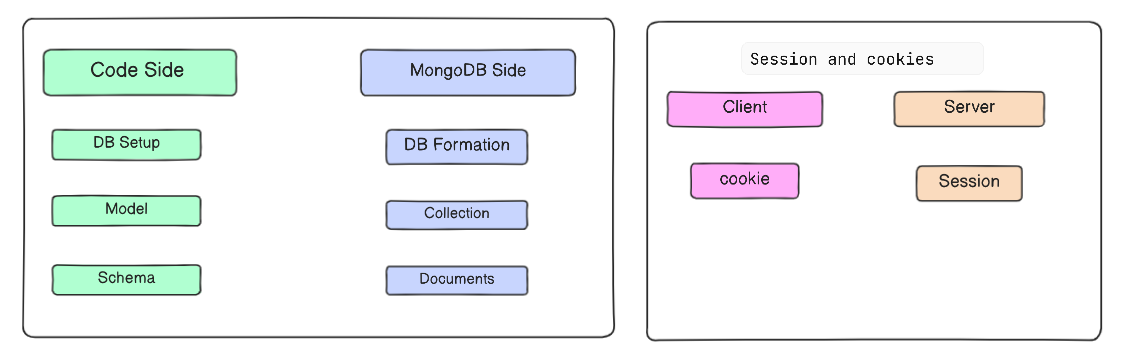 Code Side
MongoDB Side
DB Setup
DB Formation
Model
Collection
Schema
Documents
Session and cookies
Client
Server
cookie
Session